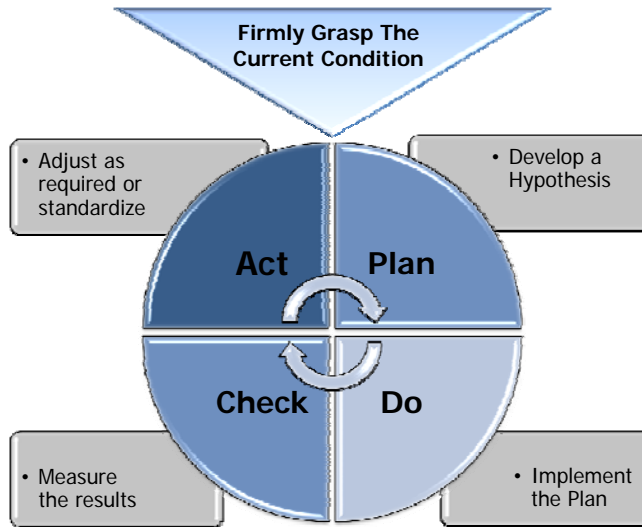 Firmly Grasp The
Current Condition
• Adjust as
required or
standardize
• Develop a
Hypothesis
Act
Plan
Check
Do
• Measure
the results
• Implement
the Plan